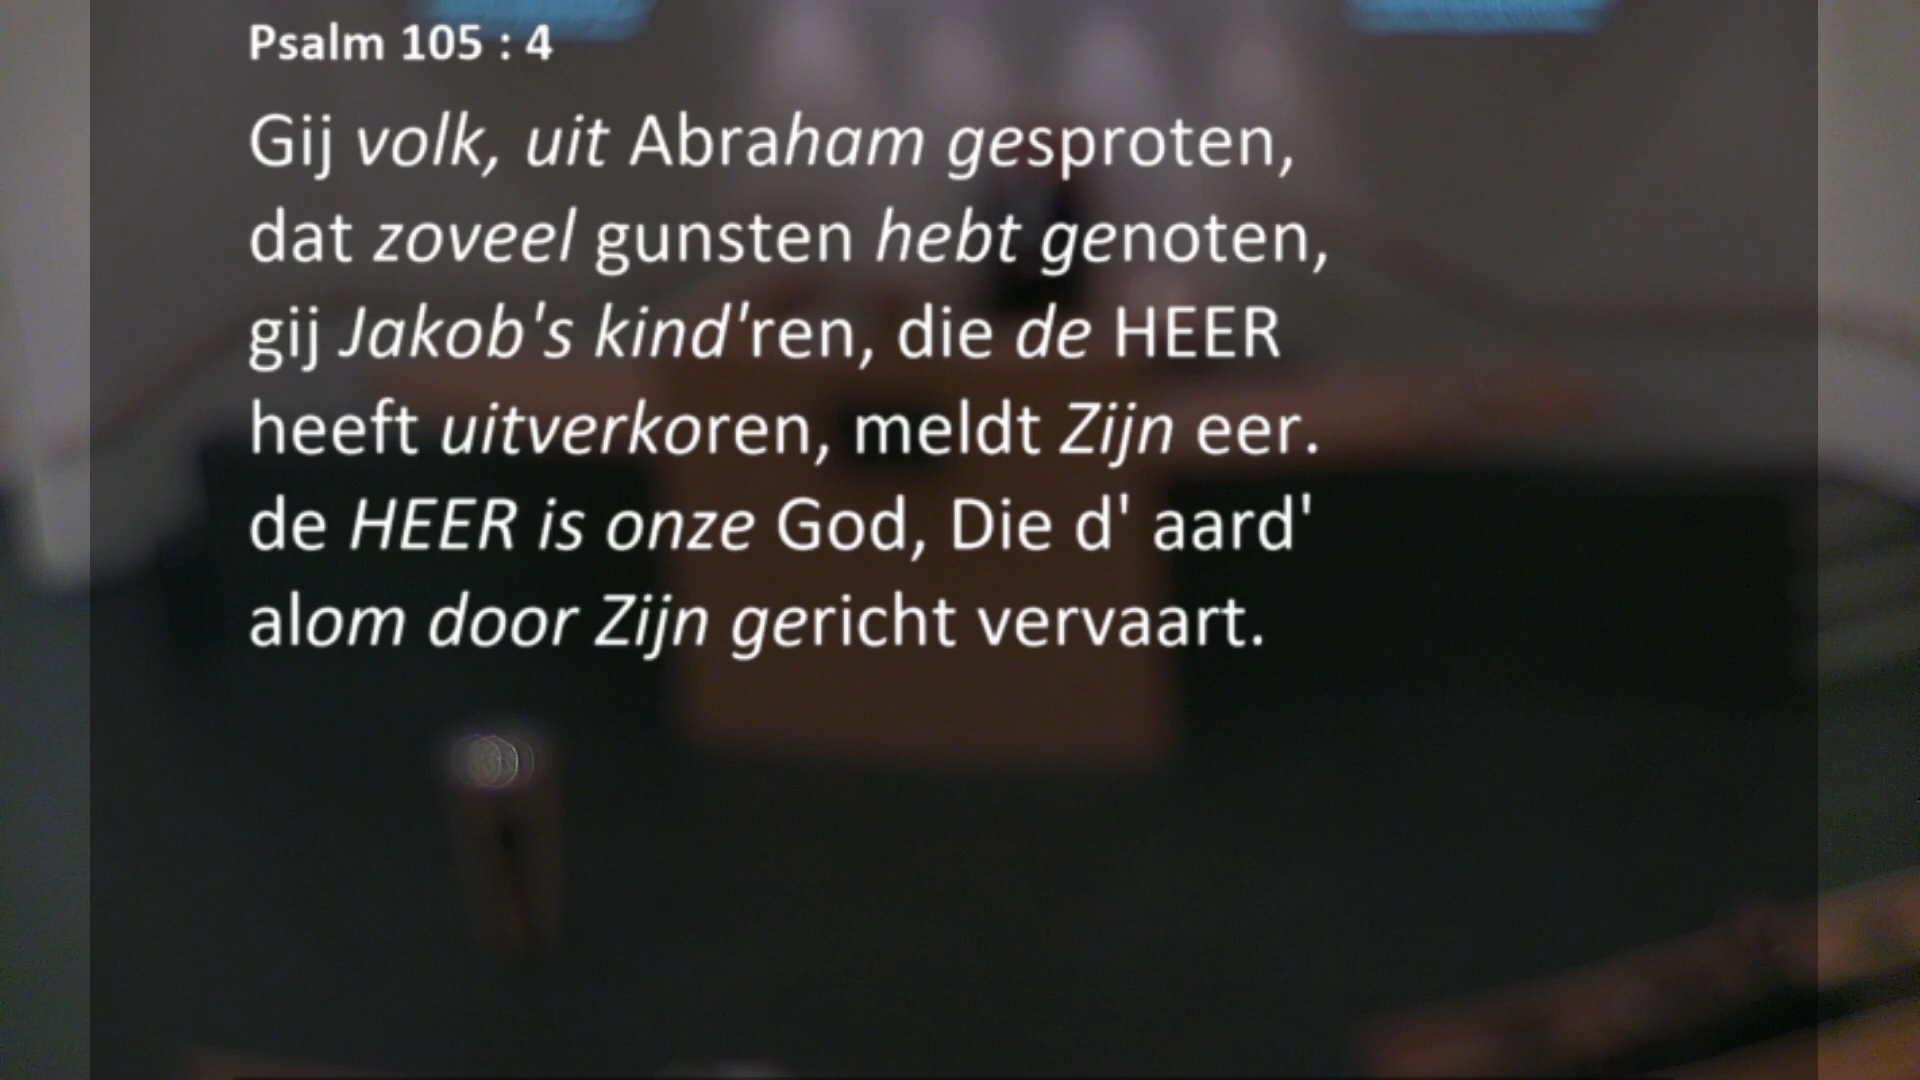 Psalm 105 : 4
Gij volk, uit Abraham gesproten,
dat zoveel gunsten hebt genoten,
gij Jakob's kind'ren, die de HEER
heeft uitverkoren, meldt Zijn eer.
de HEER is onze God, Die d' aard'
alom door Zijn gericht vervaart.